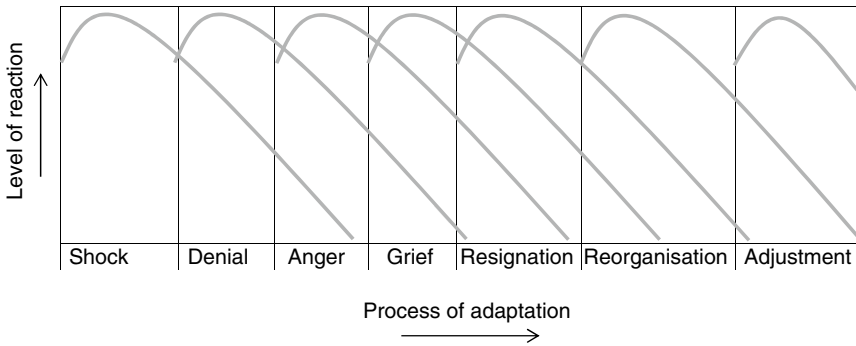 Level of reaction
Shock Denial Anger Grief Resignation Reorganisation Adjustment
Process of adaptation